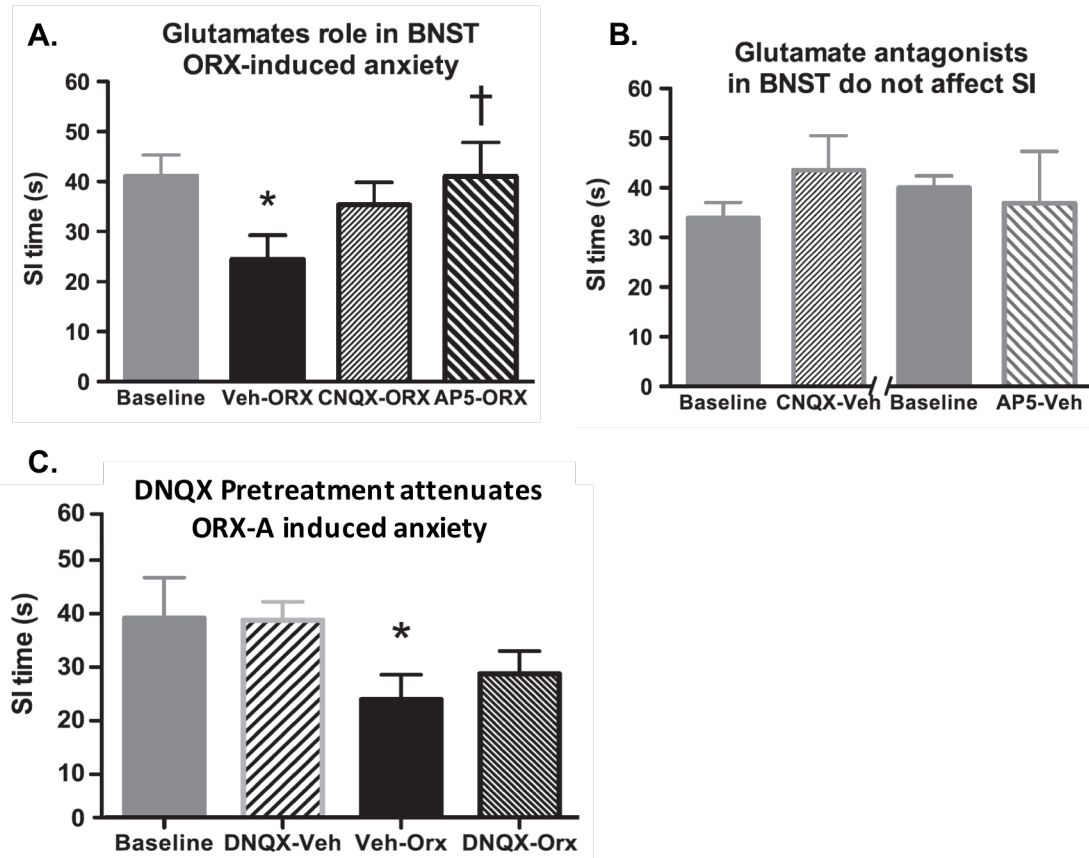 A.
Glutamates role in BNST
ORX-induced anxiety
SI time (s)
60
50
40
30
20
10
0
*
†
Baseline Veh-ORX CNQX-ORX AP5-ORX
B.
Glutamate antagonists
in BNST do not affect SI
SI time (s)
60
50
40
30
20
10
0
Baseline CNQX-Veh // Baseline AP5-Veh
C.
DNQX Pretreatment attenuates
ORX-A induced anxiety
SI time (s)
60
50
40
30
20
10
0
*
Baseline DNQX-Veh Veh-Orx DNQX-Orx